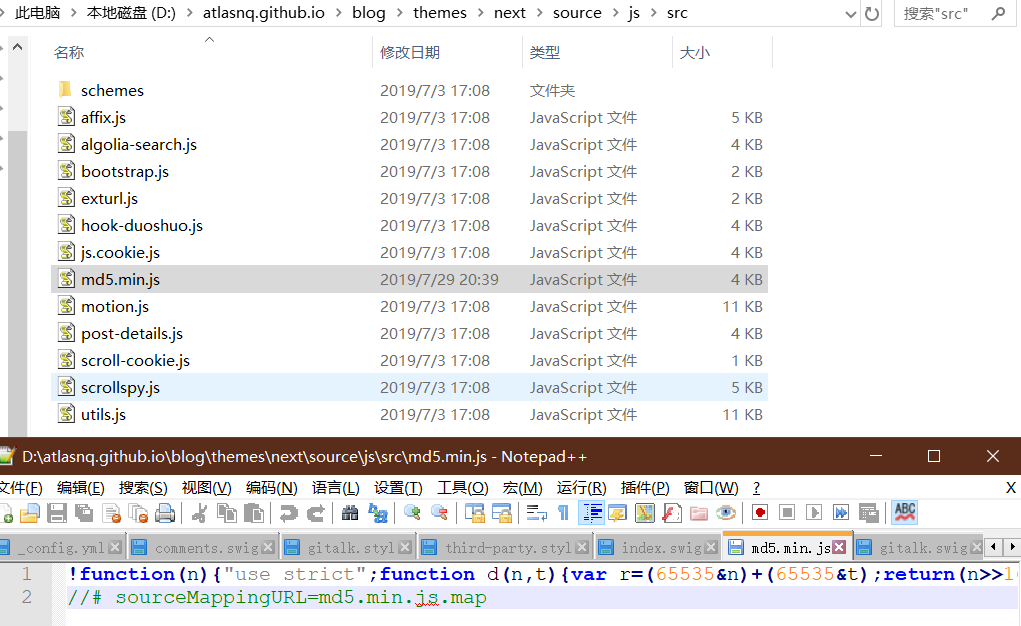 此电脑 > 本地磁盘 (D:) > atlasnq.github.io > blog > themes > next > source > js > src 搜索"src"
名称 修改日期 类型 大小
schemes 2019/7/3 17:08 文件夹
affix.js 2019/7/3 17:08 JavaScript 文件 5 KB
algolia-search.js 2019/7/3 17:08 JavaScript 文件 4 KB
bootstrap.js 2019/7/3 17:08 JavaScript 文件 2 KB
exturl.js 2019/7/3 17:08 JavaScript 文件 2 KB
hook-duoshuo.js 2019/7/3 17:08 JavaScript 文件 4 KB
js.cookie.js 2019/7/3 17:08 JavaScript 文件 4 KB
md5.min.js 2019/7/29 20:39 JavaScript 文件 4 KB
motion.js 2019/7/3 17:08 JavaScript 文件 11 KB
post-details.js 2019/7/3 17:08 JavaScript 文件 4 KB
scroll-cookie.js 2019/7/3 17:08 JavaScript 文件 1 KB
scrollspy.js 2019/7/3 17:08 JavaScript 文件 5 KB
utils.js 2019/7/3 17:08 JavaScript 文件 11 KB
D:\atlasnq.github.io\blog\themes\next\source\js\src\md5.min.js - Notepad++
文件(F) 编辑(E) 搜索(S) 视图(V) 编码(N) 语言(L) 设置(T) 工具(O) 宏(M) 运行(R) 插件(P) 窗口(W) ? X
ABC
_config.yml comments.swig gitalk.styl third-party.styl index.swig md5.min.js gitalk.swig
1 !function(n){"use strict";function d(n,t){var r=(65535&n)+(65535&t);return(n>>1
2 //# sourceMappingURL=md5.min.js.map